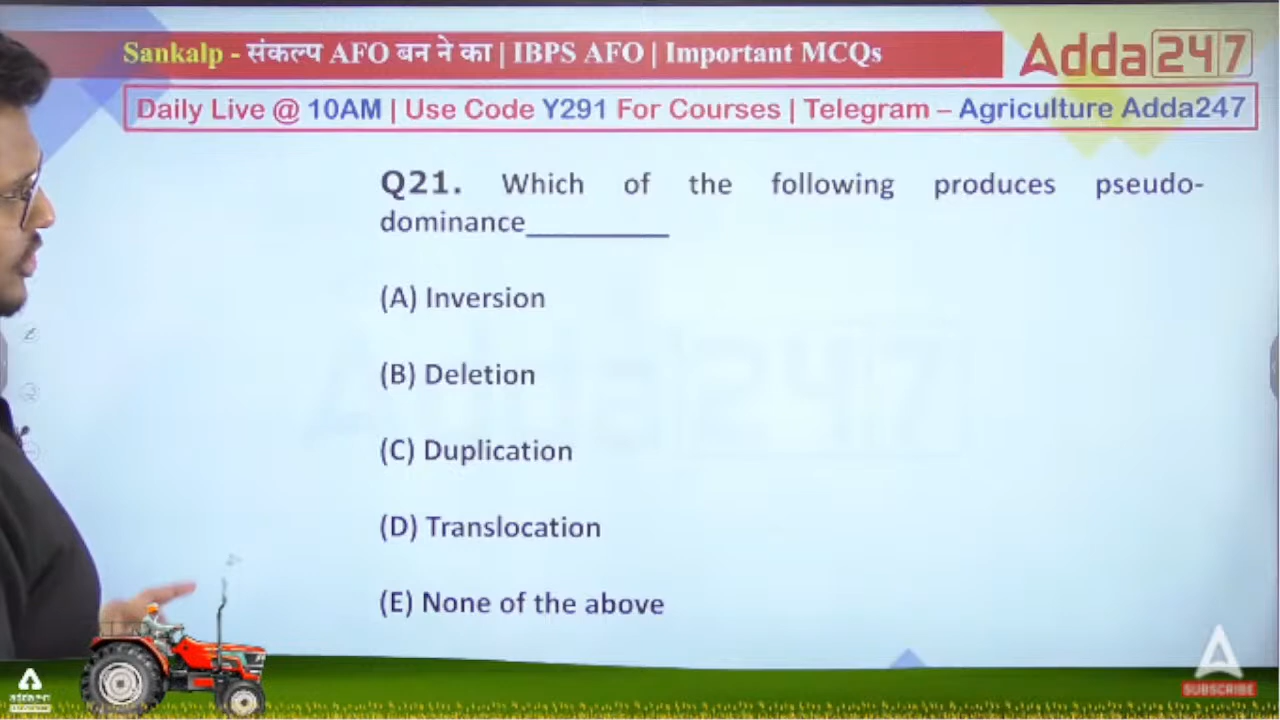 Sankalp - संकल्प AFO बन ने का | IBPS AFO | Important MCQs
Adda247
Daily Live @ 10AM | Use Code Y291 For Courses | Telegram – Agriculture Adda247
Q21. Which of the following produces pseudo-
dominance_________
(A) Inversion
(B) Deletion
(C) Duplication
(D) Translocation
(E) None of the above
SUBSCRIBE